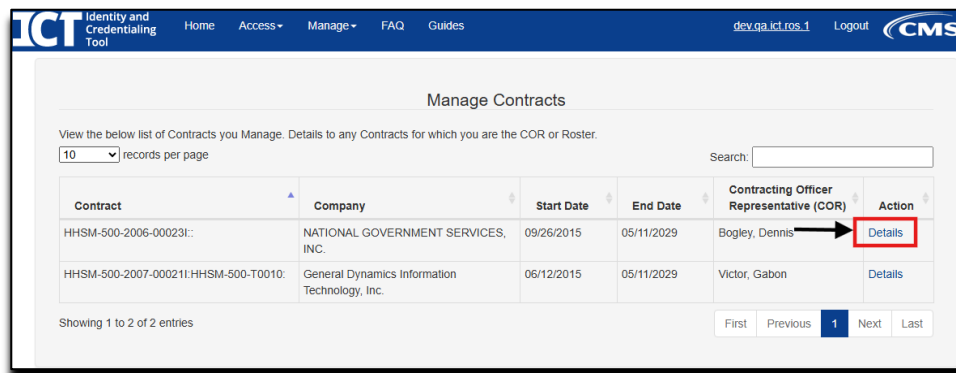 ICT Identity and Credentialing Tool Home Access Manage FAQ Guides dev.qa.ict.ros.1 Logout CMS
Manage Contracts
View the below list of Contracts you Manage. Details to any Contracts for which you are the COR or Roster.
10 records per page Search:
Contract Company Start Date End Date Contracting Officer Representative (COR) Action
HHSM-500-2006-00023I:: NATIONAL GOVERNMENT SERVICES, INC. 09/26/2015 05/11/2029 Bogley, Dennis Details
HHSM-500-2007-00021I:HHSM-500-T0010: General Dynamics Information Technology, Inc. 06/12/2015 05/11/2029 Victor, Gabon Details
Showing 1 to 2 of 2 entries First Previous 1 Next Last